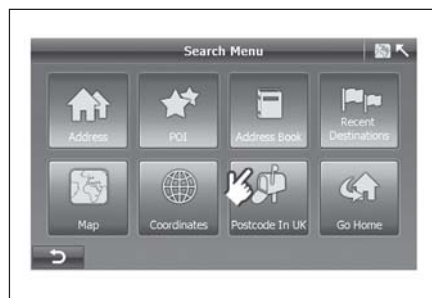 Search Menu
Address
POI
Address Book
Recent
Destinations
Map
Coordinates
Postcode In UK
Go Home